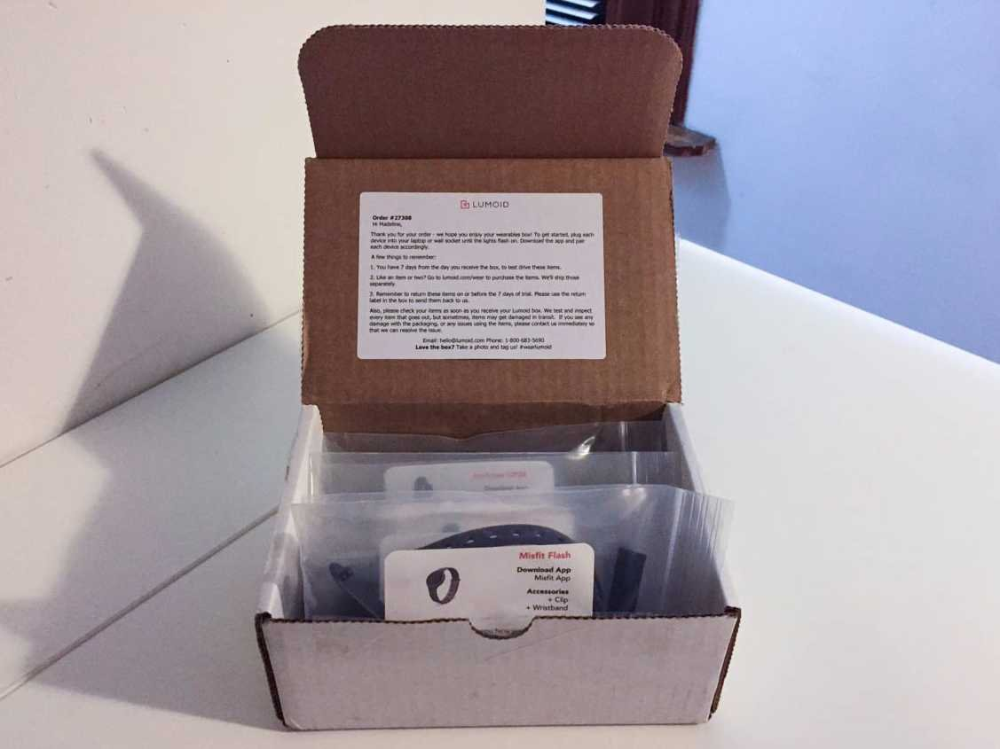 LUMOID
Order #27308
Hi Madeline,
Thank you for your order - we hope you enjoy your wearables box! To get started, plug each
device into your laptop or wall socket until the lights flash on. Download the app and pair
each device accordingly.
A few things to remember:
1. You have 7 days from the day you receive the box, to test drive these items.
2. Like an item or two? Go to lumoid.com/wear to purchase the items. We'll ship those
separately.
3. Remember to return these items on or before the 7 days of trial. Please use the return
label in the box to send them back to us.
Also, please check your items as soon as you receive your Lumoid box. We test and inspect
every item that goes out, but sometimes, items may get damaged in transit. If you see any
damage with the packaging, or any issues using the items, please contact us immediately so
that we can resolve the issue.
Email: hello@lumoid.com Phone: 1-800-683-5690
Love the box? Take a photo and tag us! #wearlumoid
Download App
Misfit Flash
Download App
Misfit App
Accessories
+ Clip
+ Wristband